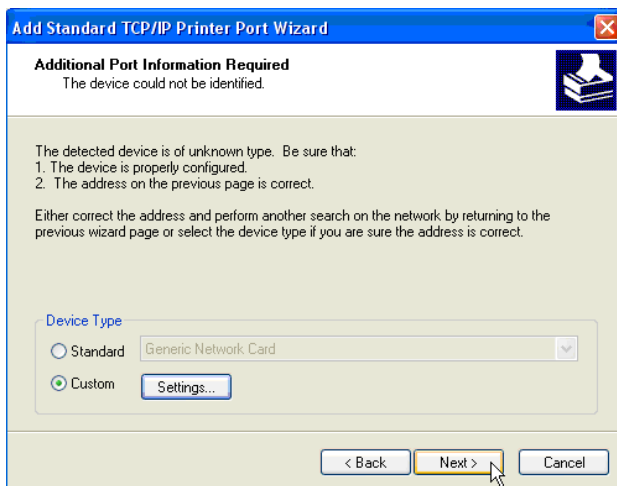 Add Standard TCP/IP Printer Port Wizard
Additional Port Information Required
The device could not be identified.
The detected device is of unknown type. Be sure that:
1. The device is properly configured.
2. The address on the previous page is correct.
Either correct the address and perform another search on the network by returning to the
previous wizard page or select the device type if you are sure the address is correct.
Device Type
Standard
Generic Network Card
Custom
Settings...
< Back
Next >
Cancel